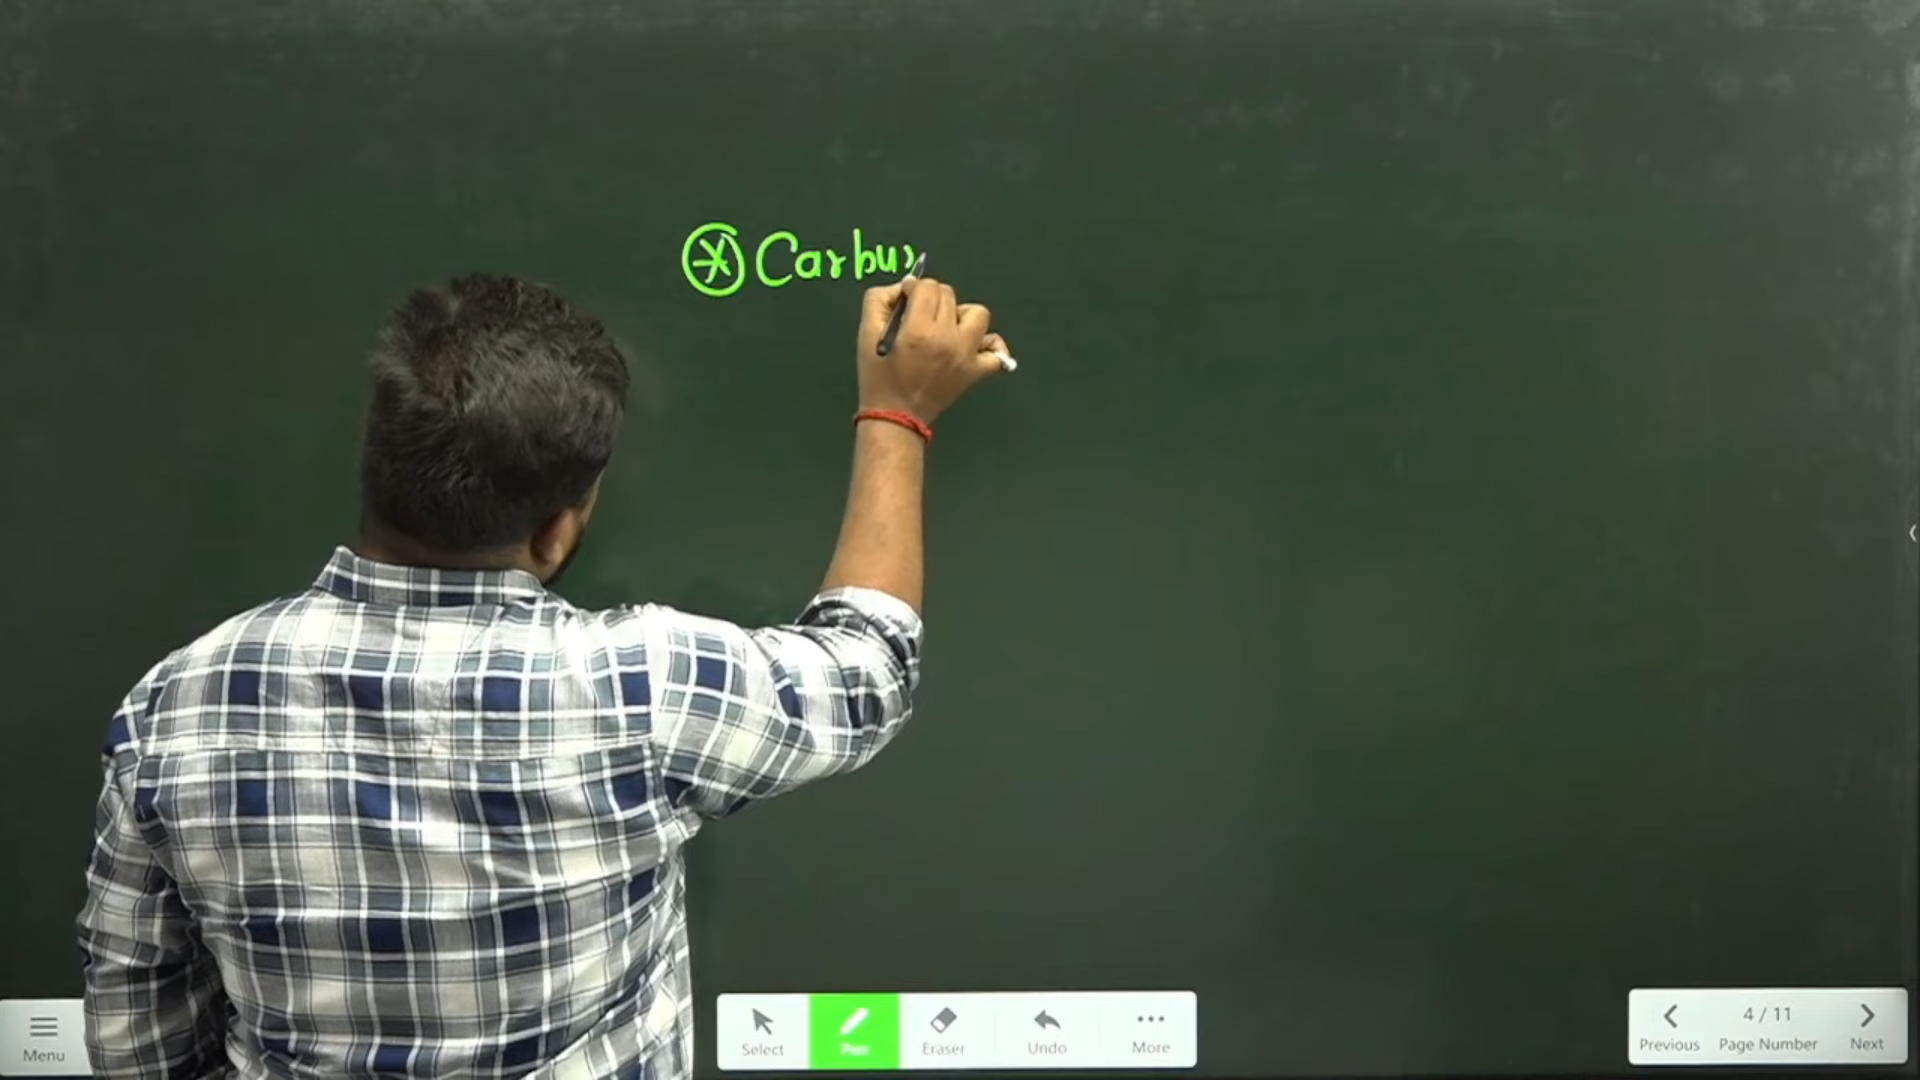 Carbur
Menu
Select
Pen
Eraser
Undo
More
Previous
4 / 11
Page Number
Next